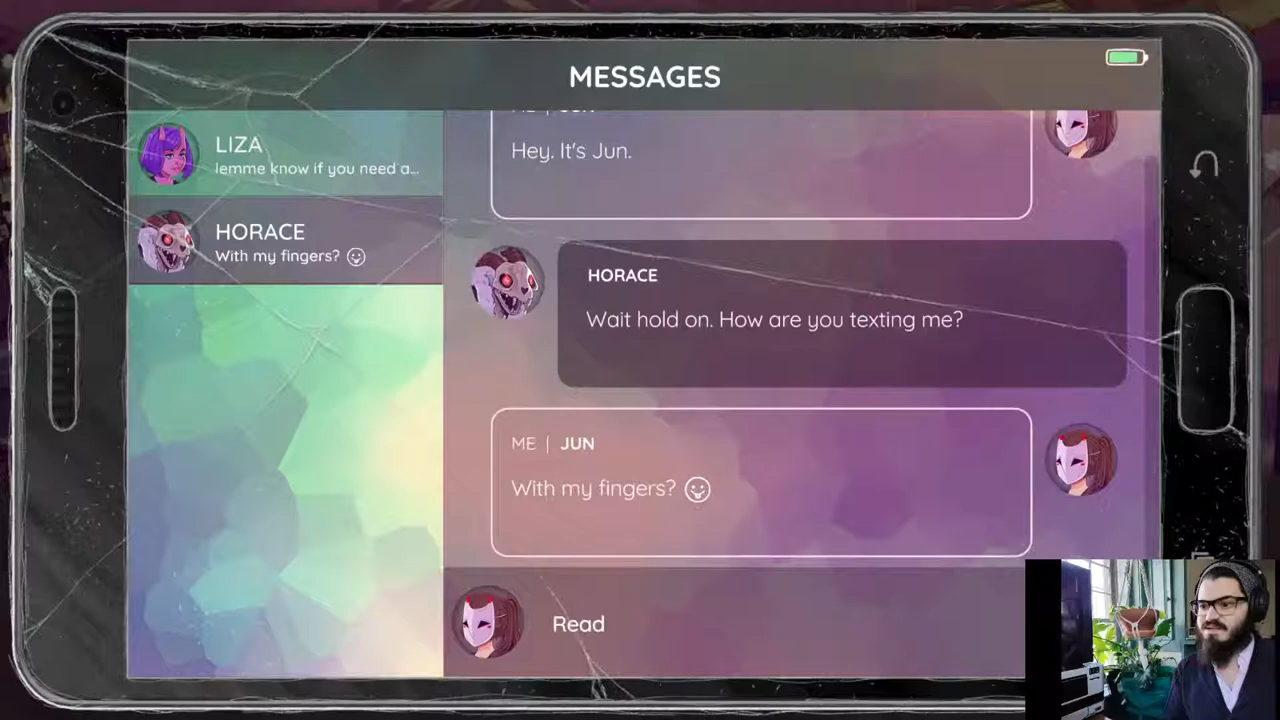 MESSAGES
LIZA
lemme know if you need a...
HORACE
With my fingers?
JUN
Hey. It's Jun.
HORACE
Wait hold on. How are you texting me?
ME | JUN
With my fingers?
Read